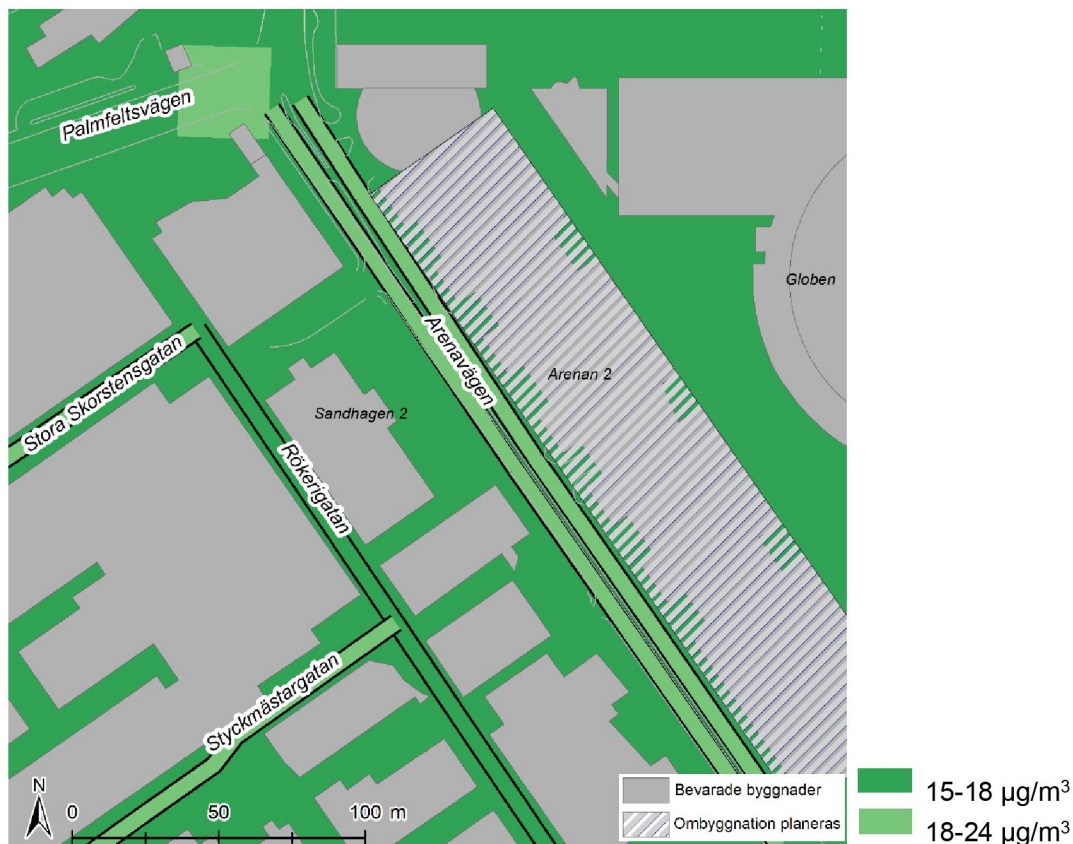 Palmfeltsvägen
Globen
Arenavägen
Arenan 2
Stora Skorstensgatan
Sandhagen 2
Rökerigatan
Styckmästargatan
N
0 50 100 m
Bevarade byggnader
Ombyggnation planeras
15-18 µg/m³
18-24 µg/m³